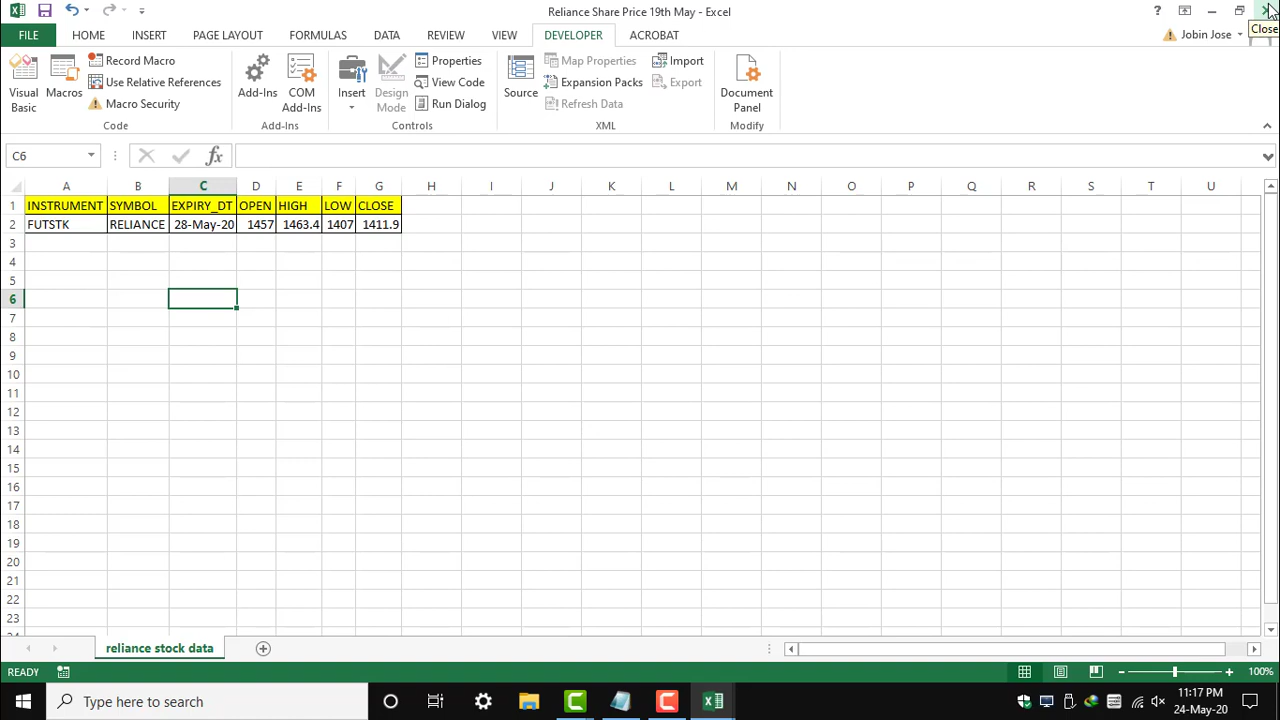 Reliance Share Price 19th May - Excel
?
Close
FILE HOME INSERT PAGE LAYOUT FORMULAS DATA REVIEW VIEW DEVELOPER ACROBAT Jobin Jose
Visual Basic
Macros
Record Macro
Use Relative References
Macro Security
Code
Add-Ins
COM Add-Ins
Add-Ins
Insert
Design Mode
Properties
View Code
Run Dialog
Controls
Source
Map Properties
Expansion Packs
Refresh Data
Import
Export
XML
Document Panel
Modify
C6 fx
A B C D E F G H I J K L M N O P Q R S T U
1 INSTRUMENT SYMBOL EXPIRY_DT OPEN HIGH LOW CLOSE
2 FUTSTK RELIANCE 28-May-20 1457 1463.4 1407 1411.9
3
4
5
6
7
8
9
10
11
12
13
14
15
16
17
18
19
20
21
22
23
reliance stock data
READY 100%
Type here to search
11:17 PM
24-May-20